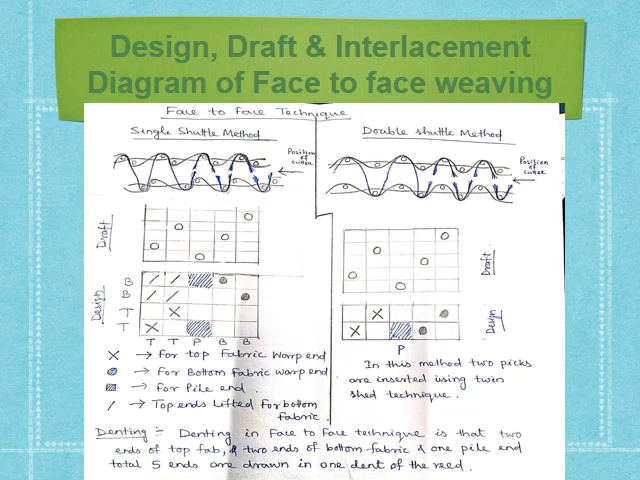 Design, Draft & Interlacement
Diagram of Face to face weaving
Face to Face Technique
Single Shuttle Method
Position
of
cutter
Double shuttle Method
Position
of
cutter
Draft
Design
B
B
T
T
T T P B B
Draft
Design
P
X → For top Fabric Warp end
→ For Bottom Fabric warp end
→ For Pile end.
/ → Top ends Lifted For bottom
fabric.
In this method two picks
are inserted using twin
shed technique.
Denting :- Denting in Face to Face technique is that two
ends of top fab, & two ends of bottom fabric & one pile end
total 5 ends are drawn in one dent of the reed.